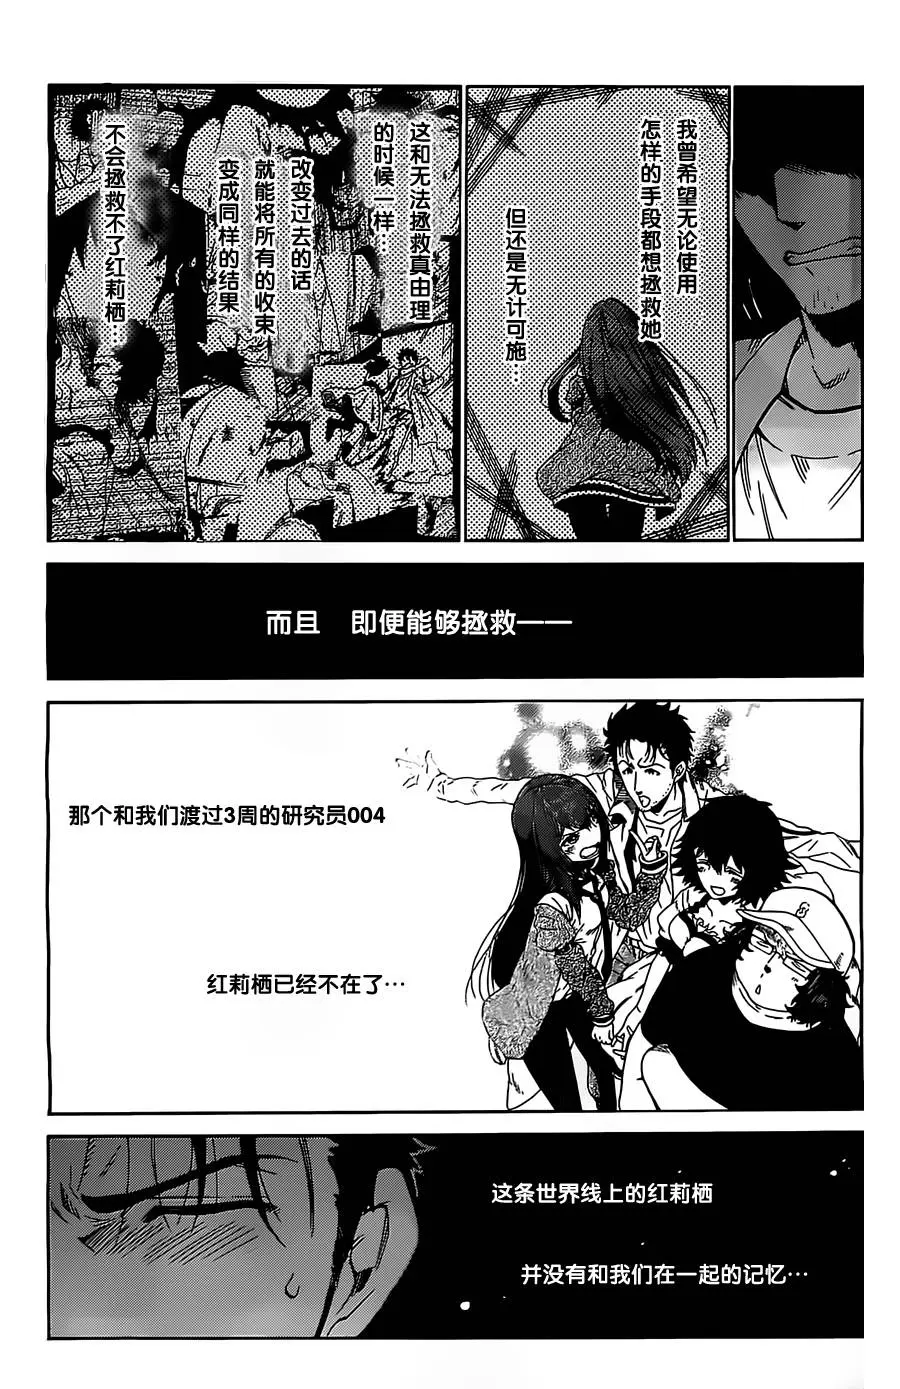 我曾希望无论使用
怎样的手段都想拯救她
但还是无计可施…
这和无法拯救真由理
的时候一样…
改变过去的话
就能将所有的收束
变成同样的结果
不会拯救不了红莉栖…
而且 即便能够拯救——
那个和我们渡过3周的研究员004
红莉栖已经不在了…
这条世界线上的红莉栖
并没有和我们在一起的记忆…